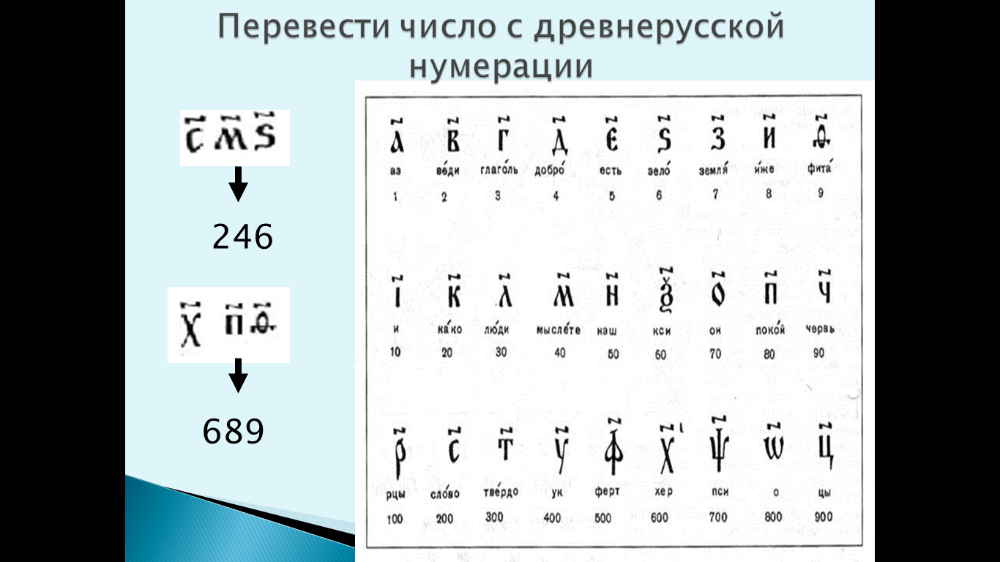 Перевести число с древнерусской
нумерации
с҃ м҃ ѕ҃
246
х҃ п҃ ѳ҃
689
а҃ в҃ г҃ д҃ є҃ ѕ҃ з҃ и҃ ѳ҃
аз ве́ди глаго́ль добро́ есть зело́ земля́ и́же фита́
1 2 3 4 5 6 7 8 9
і҃ к҃ л҃ м҃ н҃ ѯ҃ о҃ п҃ ч҃
и ка́ко лю́ди мысле́те наш кси он поко́й червь
10 20 30 40 50 60 70 80 90
р҃ с҃ т҃ у҃ ф҃ х҃ ѱ҃ ѡ҃ ц҃
рцы сло́во тве́рдо ук ферт хер пси о цы
100 200 300 400 500 600 700 800 900